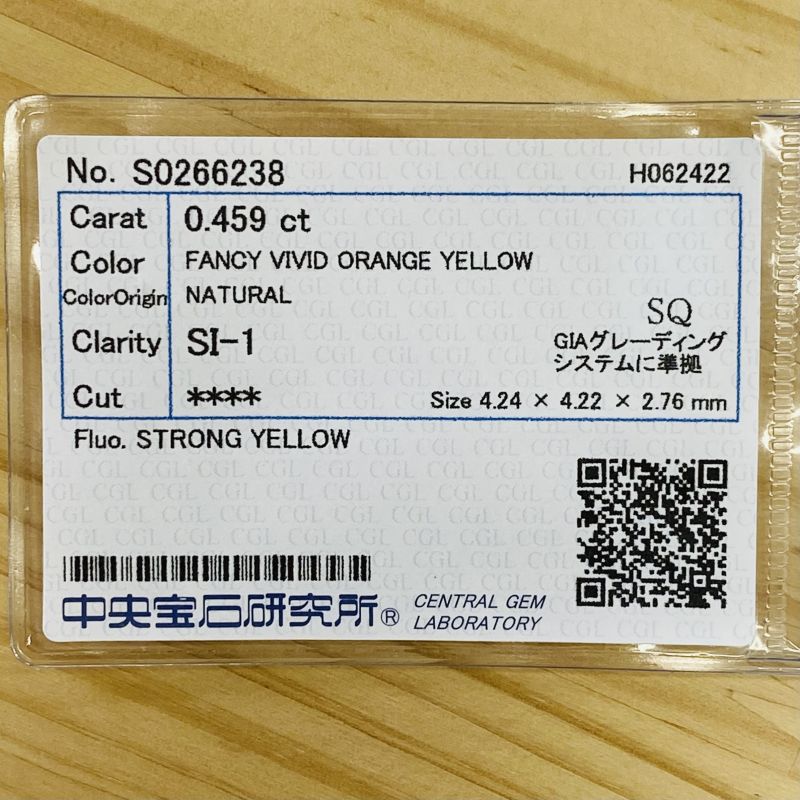 No. S0266238 H062422
Carat 0.459 ct
Color FANCY VIVID ORANGE YELLOW
ColorOrigin NATURAL
Clarity SI-1
SQ
GIAグレーディング
システムに準拠
Cut ****
Size 4.24 × 4.22 × 2.76 mm
Fluo. STRONG YELLOW
中央宝石研究所® CENTRAL GEM
LABORATORY